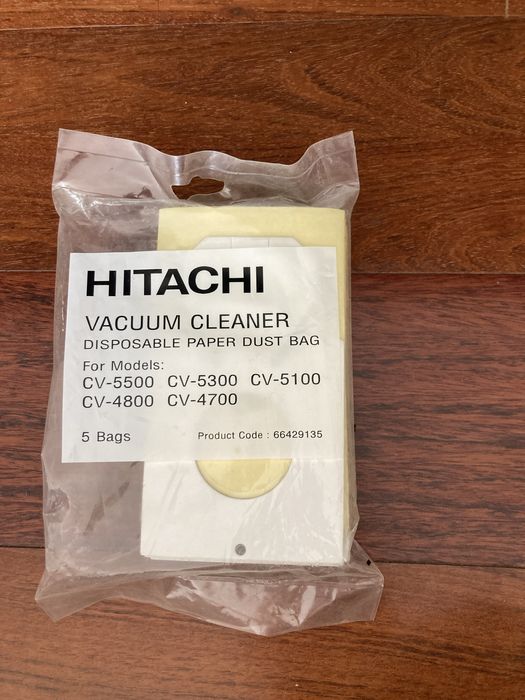 HITACHI
VACUUM CLEANER
DISPOSABLE PAPER DUST BAG
For Models:
CV-5500 CV-5300 CV-5100
CV-4800 CV-4700
5 Bags Product Code : 66429135